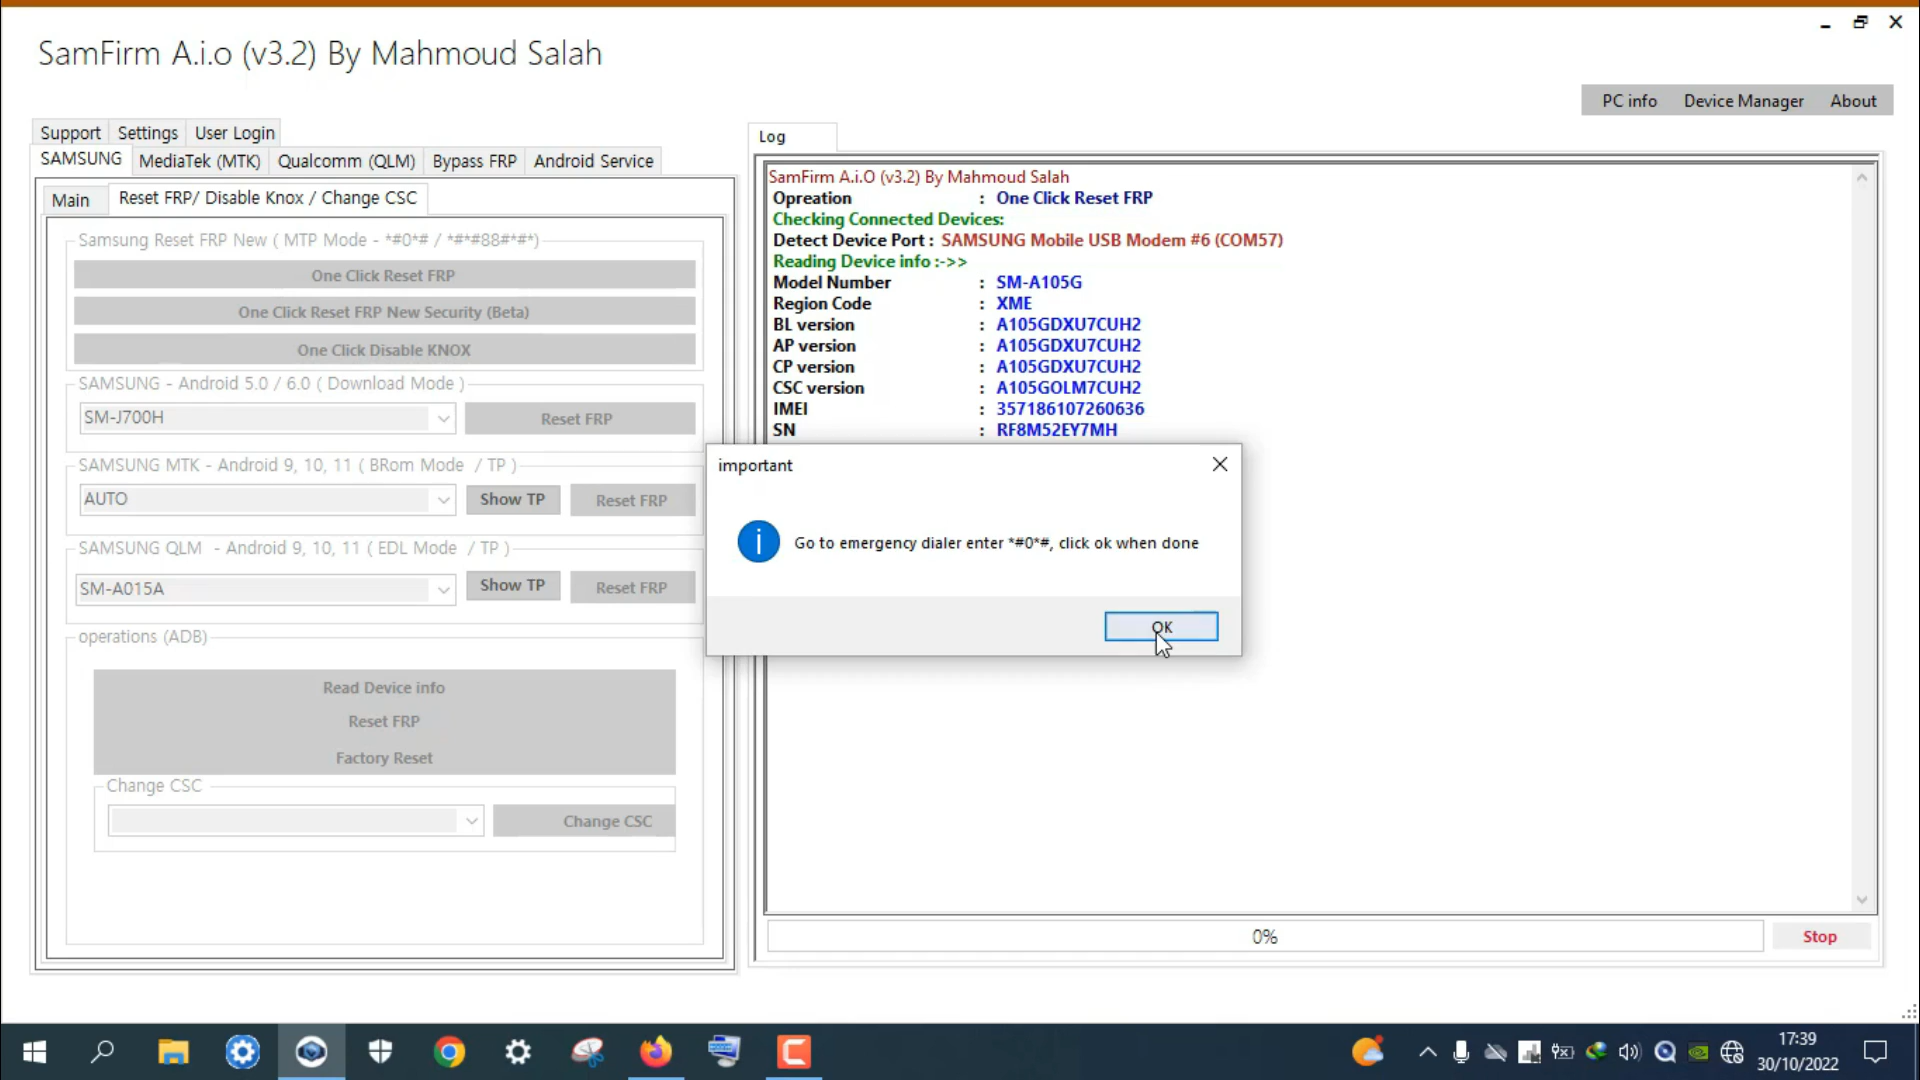 SamFirm A.i.o (v3.2) By Mahmoud Salah
PC info Device Manager About
Support Settings User Login
SAMSUNG MediaTek (MTK) Qualcomm (QLM) Bypass FRP Android Service
Main Reset FRP/ Disable Knox / Change CSC
Samsung Reset FRP New ( MTP Mode - *#0*# / *#*#88#*#*)
One Click Reset FRP
One Click Reset FRP New Security (Beta)
One Click Disable KNOX
SAMSUNG - Android 5.0 / 6.0 ( Download Mode )
SM-J700H Reset FRP
SAMSUNG MTK - Android 9, 10, 11 ( BRom Mode / TP )
AUTO Show TP Reset FRP
SAMSUNG QLM - Android 9, 10, 11 ( EDL Mode / TP )
SM-A015A Show TP Reset FRP
operations (ADB)
Read Device info
Reset FRP
Factory Reset
Change CSC
Change CSC
Log
SamFirm A.i.O (v3.2) By Mahmoud Salah
Opreation : One Click Reset FRP
Checking Connected Devices:
Detect Device Port : SAMSUNG Mobile USB Modem #6 (COM57)
Reading Device info :->>
Model Number : SM-A105G
Region Code : XME
BL version : A105GDXU7CUH2
AP version : A105GDXU7CUH2
CP version : A105GDXU7CUH2
CSC version : A105GOLM7CUH2
IMEI : 357186107260636
SN : RF8M52EY7MH
important
Go to emergency dialer enter *#0*#, click ok when done
OK
0% Stop
17:39
30/10/2022